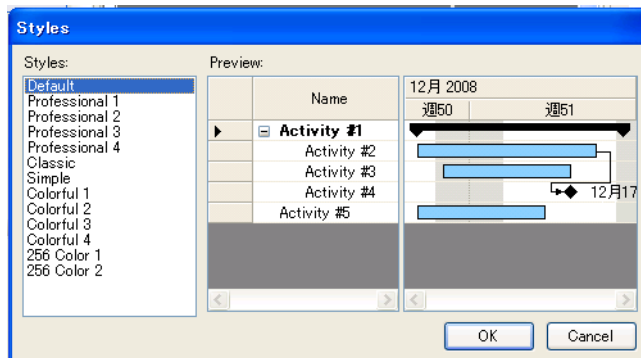 Styles
Styles:
Default
Professional 1
Professional 2
Professional 3
Professional 4
Classic
Simple
Colorful 1
Colorful 2
Colorful 3
Colorful 4
256 Color 1
256 Color 2
Preview:
Name
Activity #1
Activity #2
Activity #3
Activity #4
Activity #5
12月 2008
週50 週51
12月17
OK Cancel